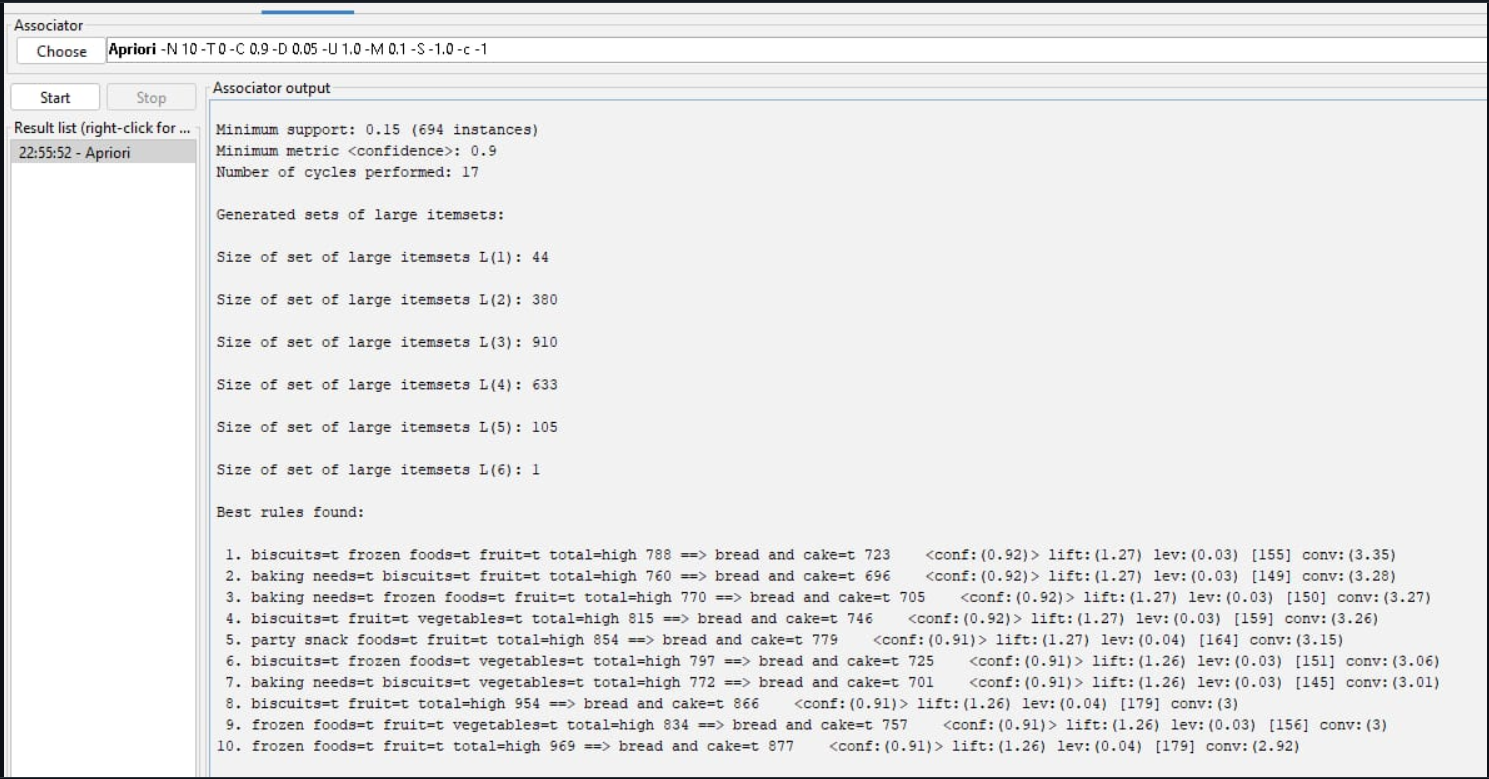 Associator
Choose Apriori -N 10 -T 0 -C 0.9 -D 0.05 -U 1.0 -M 0.1 -S -1.0 -c -1
Start Stop
Result list (right-click for ...
22:55:52 - Apriori
Associator output
Minimum support: 0.15 (694 instances)
Minimum metric <confidence>: 0.9
Number of cycles performed: 17
Generated sets of large itemsets:
Size of set of large itemsets L(1): 44
Size of set of large itemsets L(2): 380
Size of set of large itemsets L(3): 910
Size of set of large itemsets L(4): 633
Size of set of large itemsets L(5): 105
Size of set of large itemsets L(6): 1
Best rules found:
1. biscuits=t frozen foods=t fruit=t total=high 788 ==> bread and cake=t 723 <conf:(0.92)> lift:(1.27) lev:(0.03) [155] conv:(3.35)
2. baking needs=t biscuits=t fruit=t total=high 760 ==> bread and cake=t 696 <conf:(0.92)> lift:(1.27) lev:(0.03) [149] conv:(3.28)
3. baking needs=t frozen foods=t fruit=t total=high 770 ==> bread and cake=t 705 <conf:(0.92)> lift:(1.27) lev:(0.03) [150] conv:(3.27)
4. biscuits=t fruit=t vegetables=t total=high 815 ==> bread and cake=t 746 <conf:(0.92)> lift:(1.27) lev:(0.03) [159] conv:(3.26)
5. party snack foods=t fruit=t total=high 854 ==> bread and cake=t 779 <conf:(0.91)> lift:(1.27) lev:(0.04) [164] conv:(3.15)
6. biscuits=t frozen foods=t vegetables=t total=high 797 ==> bread and cake=t 725 <conf:(0.91)> lift:(1.26) lev:(0.03) [151] conv:(3.06)
7. baking needs=t biscuits=t vegetables=t total=high 772 ==> bread and cake=t 701 <conf:(0.91)> lift:(1.26) lev:(0.03) [145] conv:(3.01)
8. biscuits=t fruit=t total=high 954 ==> bread and cake=t 866 <conf:(0.91)> lift:(1.26) lev:(0.04) [179] conv:(3)
9. frozen foods=t fruit=t vegetables=t total=high 834 ==> bread and cake=t 757 <conf:(0.91)> lift:(1.26) lev:(0.03) [156] conv:(3)
10. frozen foods=t fruit=t total=high 969 ==> bread and cake=t 877 <conf:(0.91)> lift:(1.26) lev:(0.04) [179] conv:(2.92)